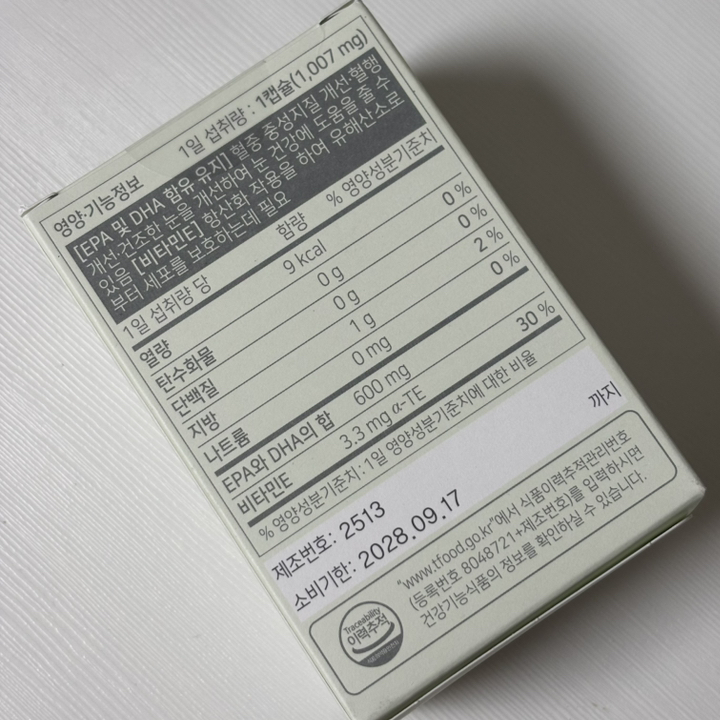 영양·기능정보 1일 섭취량 : 1캡슐(1,007 mg)
[EPA 및 DHA 함유 유지] 혈중 중성지질 개선·혈행
개선·건조한 눈을 개선하여 눈 건강에 도움을 줄 수
있음 [비타민E] 항산화 작용을 하여 유해산소로
부터 세포를 보호하는데 필요
1일 섭취량 당 함량 % 영양성분기준치
열량 9 kcal
탄수화물 0 g 0 %
단백질 0 g 0 %
지방 1 g 2 %
나트륨 0 mg 0 %
EPA와 DHA의 합 600 mg
비타민E 3.3 mg α-TE 30 %
% 영양성분기준치 : 1일 영양성분기준치에 대한 비율
제조번호: 2513
소비기한: 2028.09.17 까지
"www.tfood.go.kr"에서 식품이력추적관리번호
(등록번호 8048721+제조번호)를 입력하시면
건강기능식품의 정보를 확인하실 수 있습니다.
Traceability
이력추적